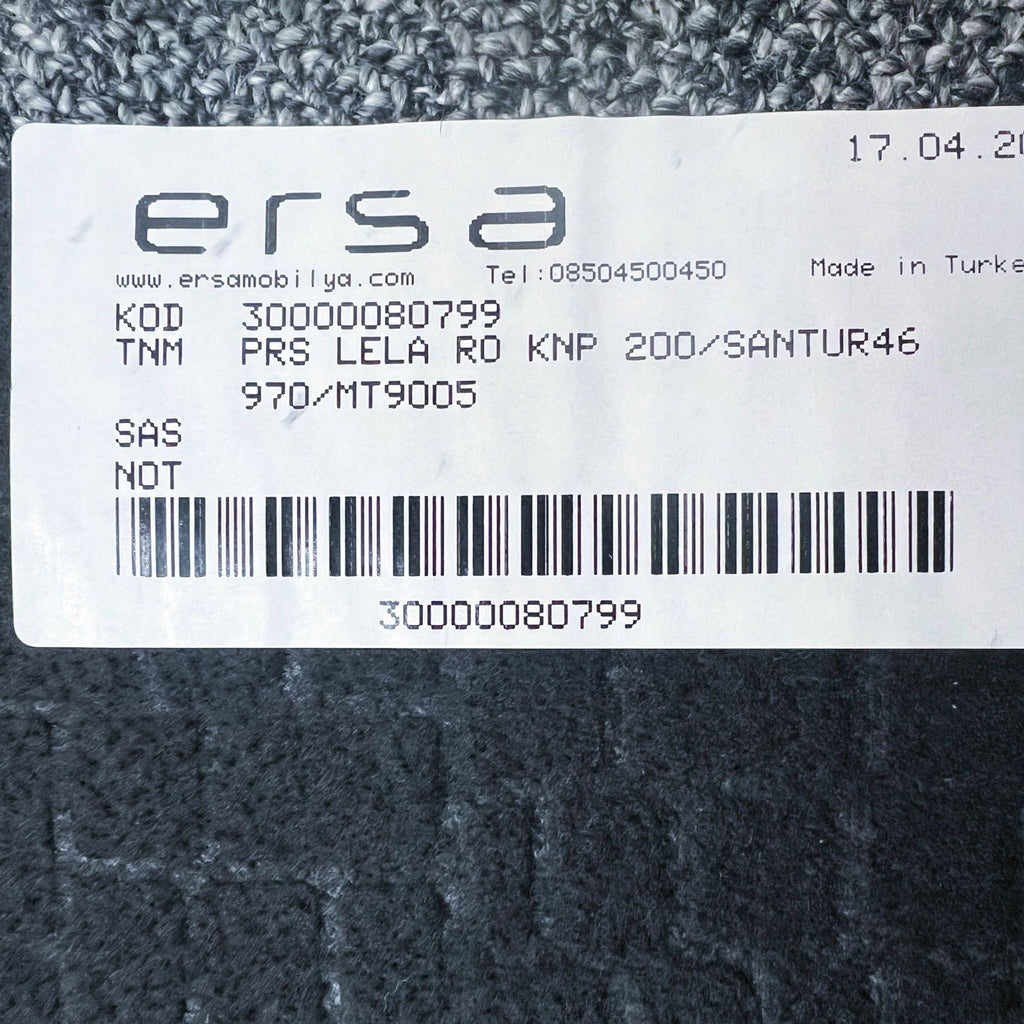 17.04.20
ersa
www.ersamobilya.com Tel:08504500450 Made in Turke
KOD 30000080799
TNM PRS LELA RO KNP 200/SANTUR46
970/MT9005
SAS
NOT
30000080799